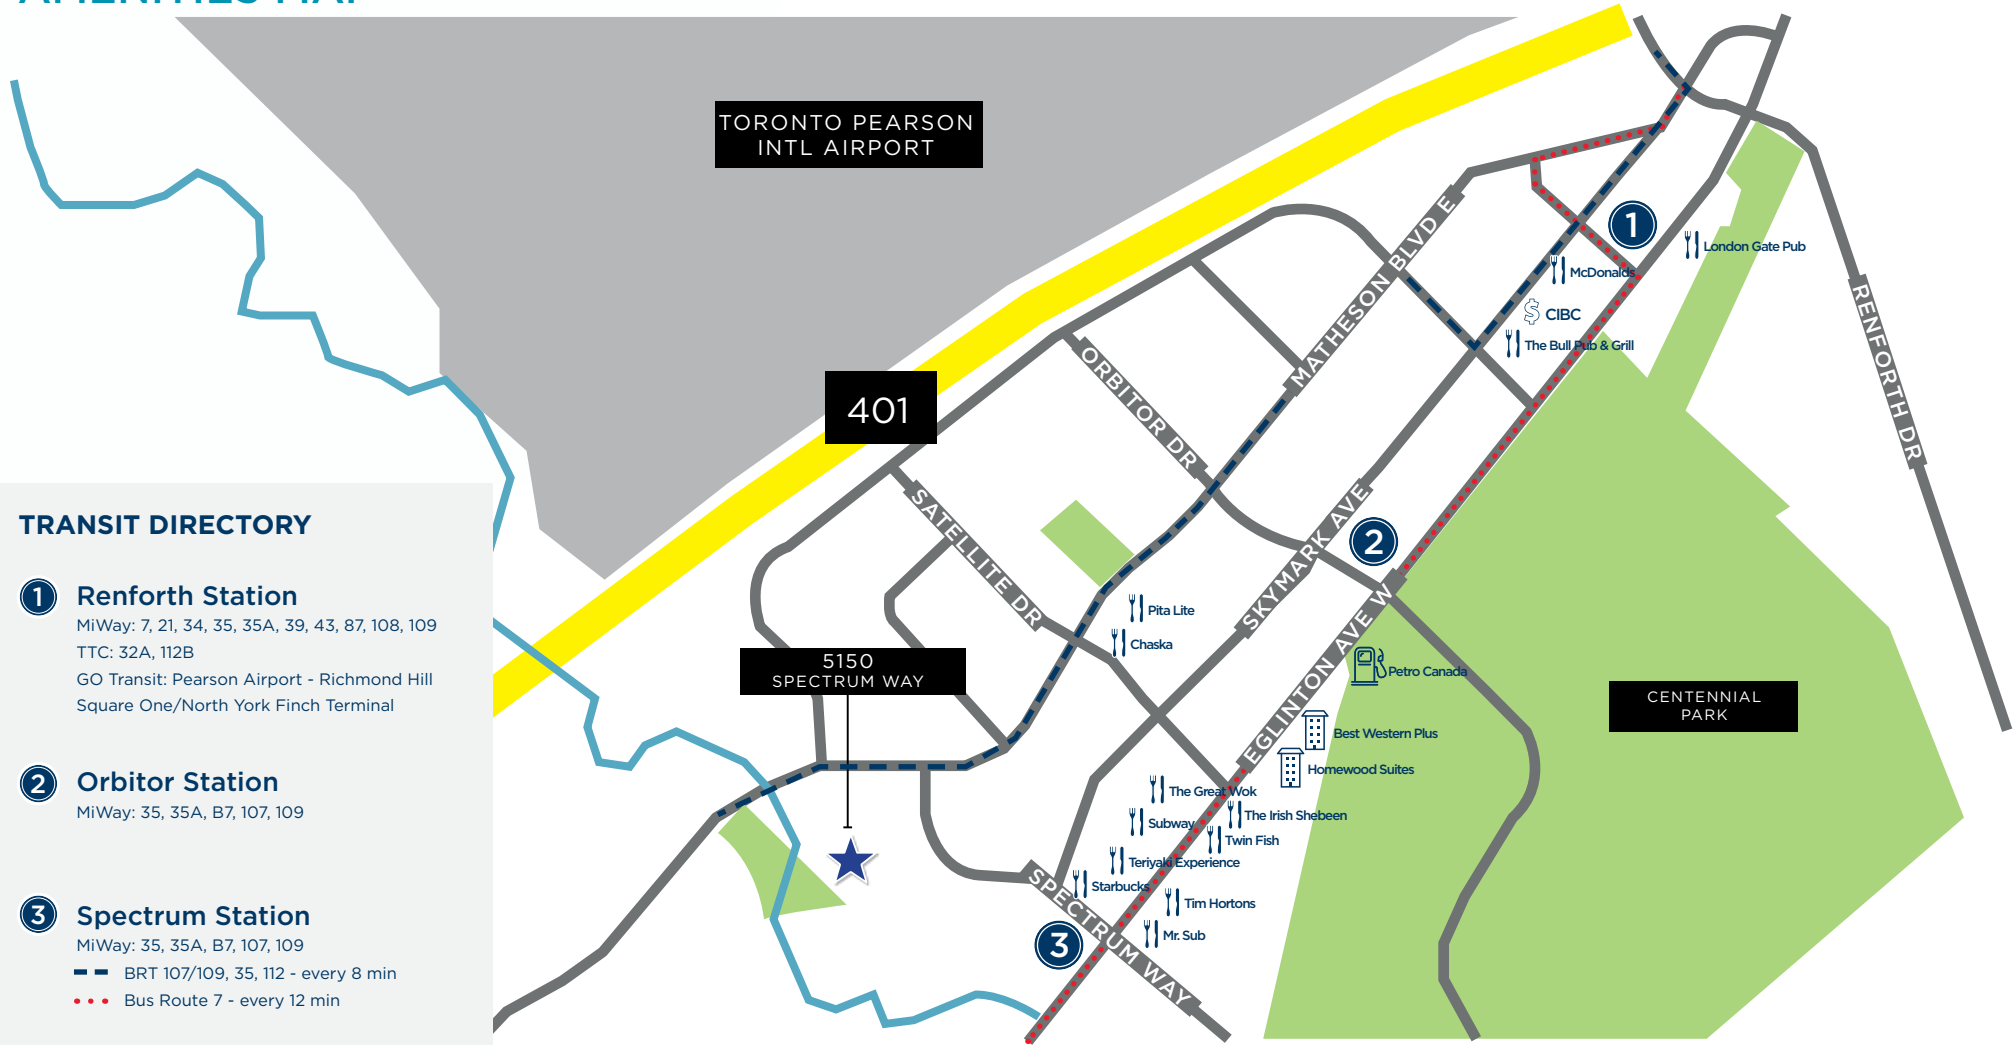 AMENITIES MAP
TORONTO PEARSON
INTL AIRPORT
401
MATHESON BLVD E
ORBITOR DR
SATELLITE DR
SKYMARK AVE
EGLINTON AVE W
SPECTRUM WAY
RENFORTH DR
1
London Gate Pub
McDonalds
$ CIBC
The Bull Pub & Grill
2
Pita Lite
Chaska
5150
SPECTRUM WAY
Petro Canada
CENTENNIAL
PARK
Best Western Plus
Homewood Suites
The Great Wok
The Irish Shebeen
Subway
Twin Fish
Teriyaki Experience
Starbucks
Tim Hortons
Mr. Sub
3
TRANSIT DIRECTORY
1 Renforth Station
MiWay: 7, 21, 34, 35, 35A, 39, 43, 87, 108, 109
TTC: 32A, 112B
GO Transit: Pearson Airport - Richmond Hill
Square One/North York Finch Terminal
2 Orbitor Station
MiWay: 35, 35A, B7, 107, 109
3 Spectrum Station
MiWay: 35, 35A, B7, 107, 109
BRT 107/109, 35, 112 - every 8 min
Bus Route 7 - every 12 min